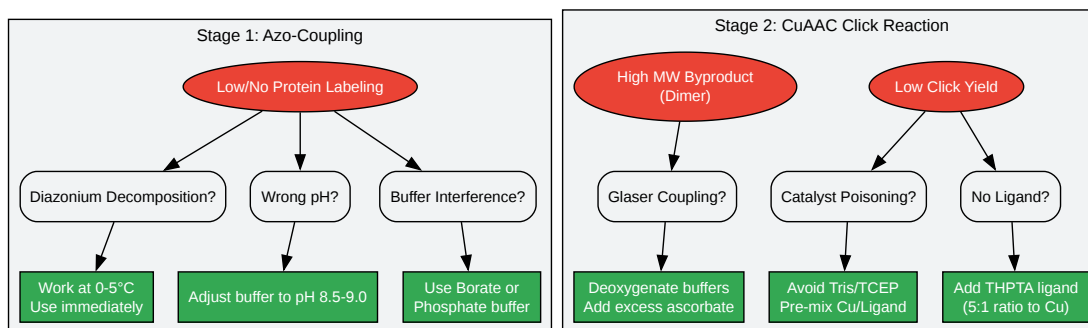 Stage 1: Azo-Coupling
Low/No Protein Labeling
Diazonium Decomposition?
Wrong pH?
Buffer Interference?
Work at 0-5°C
Use immediately
Adjust buffer to pH 8.5-9.0
Use Borate or
Phosphate buffer
Stage 2: CuAAC Click Reaction
High MW Byproduct
(Dimer)
Low Click Yield
Glaser Coupling?
Catalyst Poisoning?
No Ligand?
Deoxygenate buffers
Add excess ascorbate
Avoid Tris/TCEP
Pre-mix Cu/Ligand
Add THPTA ligand
(5:1 ratio to Cu)